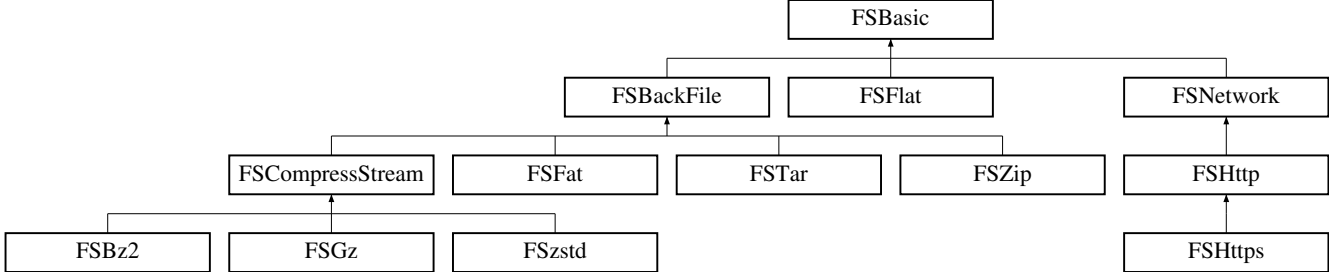 FSBasic
FSBackFile
FSFlat
FSNetwork
FSCompressStream
FSFat
FSTar
FSZip
FSHttp
FSBz2
FSGz
FSzstd
FSHttps